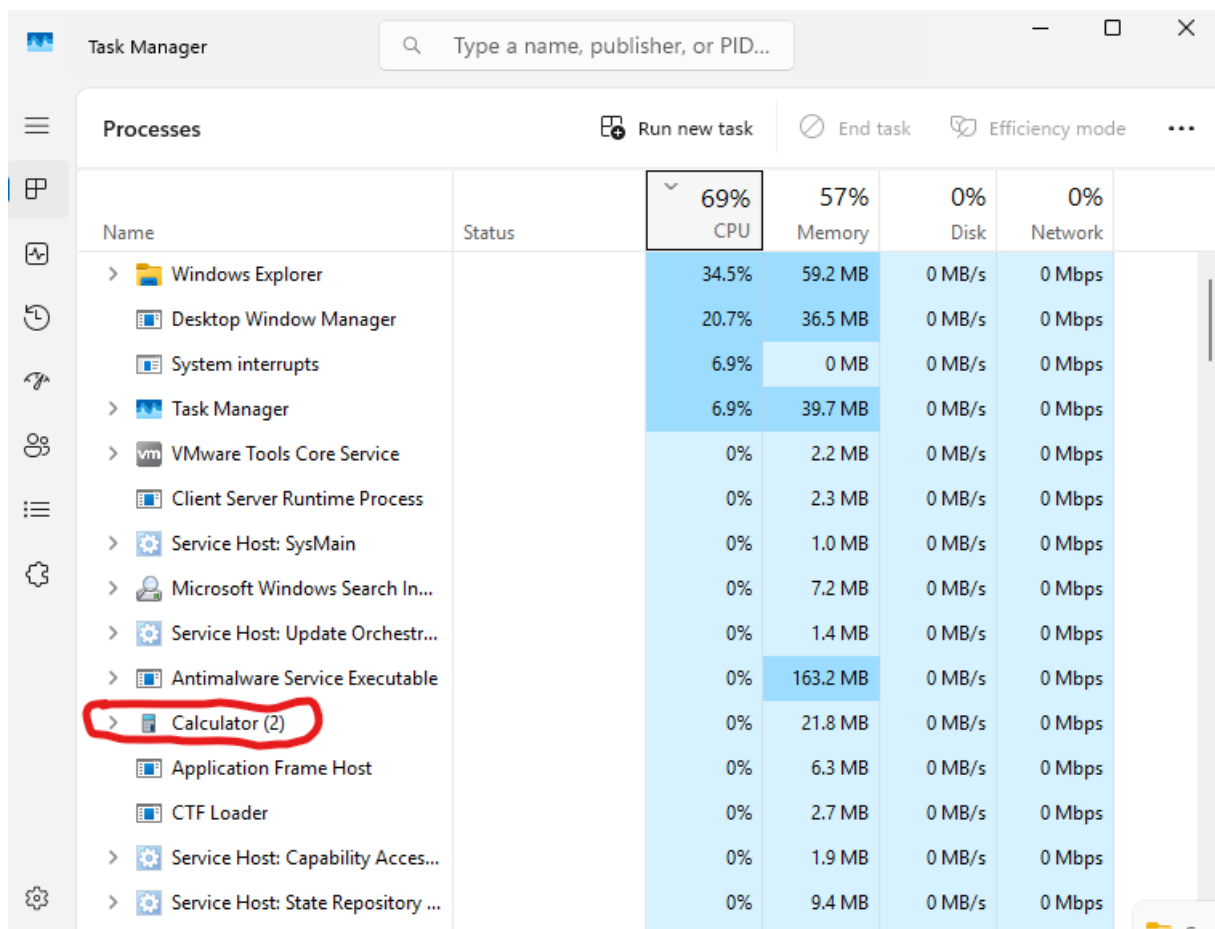 Task Manager
Type a name, publisher, or PID...
Processes
Run new task
End task
Efficiency mode
Name Status 69% CPU 57% Memory 0% Disk 0% Network
Windows Explorer 34.5% 59.2 MB 0 MB/s 0 Mbps
Desktop Window Manager 20.7% 36.5 MB 0 MB/s 0 Mbps
System interrupts 6.9% 0 MB 0 MB/s 0 Mbps
Task Manager 6.9% 39.7 MB 0 MB/s 0 Mbps
vm VMware Tools Core Service 0% 2.2 MB 0 MB/s 0 Mbps
Client Server Runtime Process 0% 2.3 MB 0 MB/s 0 Mbps
Service Host: SysMain 0% 1.0 MB 0 MB/s 0 Mbps
Microsoft Windows Search In... 0% 7.2 MB 0 MB/s 0 Mbps
Service Host: Update Orchestr... 0% 1.4 MB 0 MB/s 0 Mbps
Antimalware Service Executable 0% 163.2 MB 0 MB/s 0 Mbps
Calculator (2) 0% 21.8 MB 0 MB/s 0 Mbps
Application Frame Host 0% 6.3 MB 0 MB/s 0 Mbps
CTF Loader 0% 2.7 MB 0 MB/s 0 Mbps
Service Host: Capability Acces... 0% 1.9 MB 0 MB/s 0 Mbps
Service Host: State Repository ... 0% 9.4 MB 0 MB/s 0 Mbps